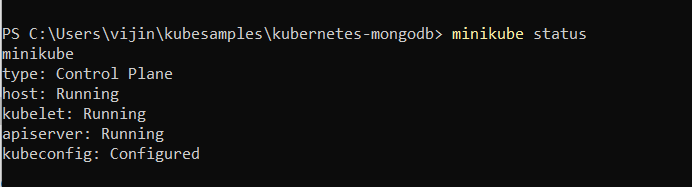 PS C:\Users\vijin\kubesamples\kubernetes-mongodb> minikube status
minikube
type: Control Plane
host: Running
kubelet: Running
apiserver: Running
kubeconfig: Configured